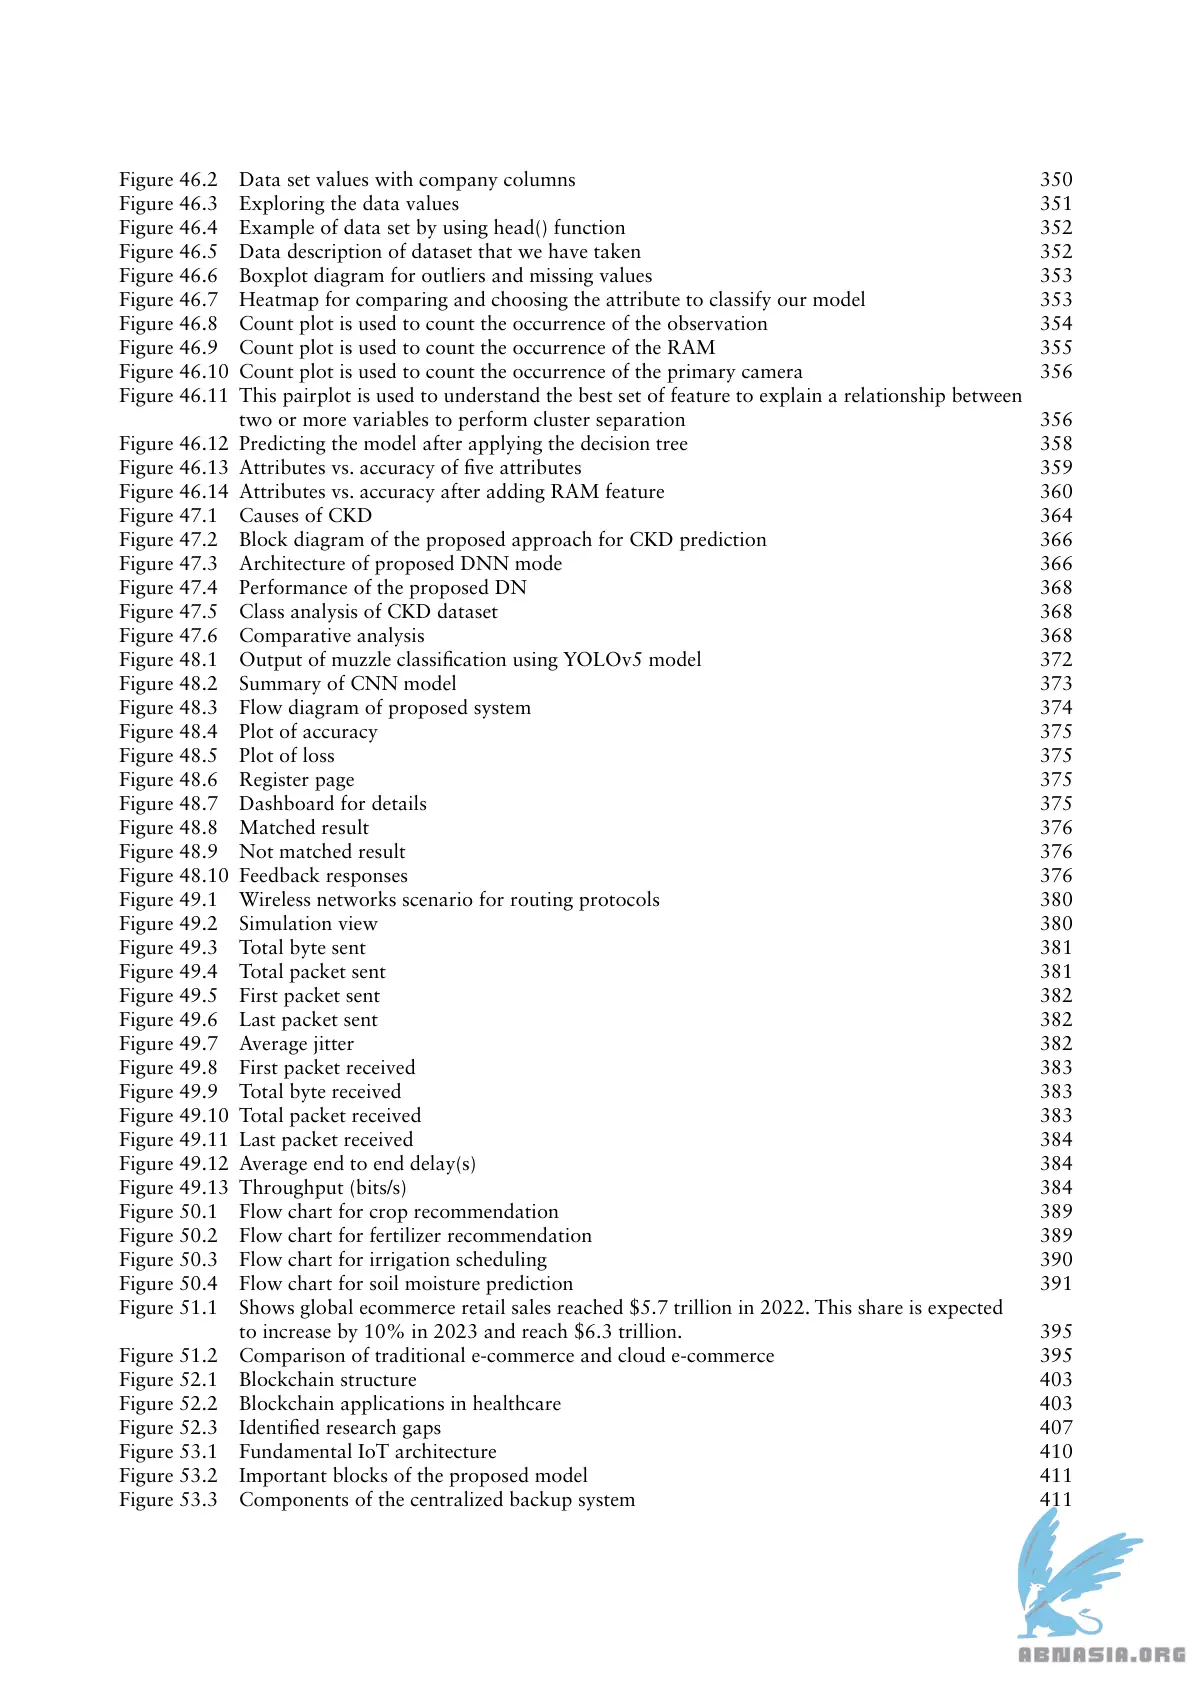 Figure 46.2 Data set values with company columns 350
Figure 46.3 Exploring the data values 351
Figure 46.4 Example of data set by using head() function 352
Figure 46.5 Data description of dataset that we have taken 352
Figure 46.6 Boxplot diagram for outliers and missing values 353
Figure 46.7 Heatmap for comparing and choosing the attribute to classify our model 353
Figure 46.8 Count plot is used to count the occurrence of the observation 354
Figure 46.9 Count plot is used to count the occurrence of the RAM 355
Figure 46.10 Count plot is used to count the occurrence of the primary camera 356
Figure 46.11 This pairplot is used to understand the best set of feature to explain a relationship between
two or more variables to perform cluster separation 356
Figure 46.12 Predicting the model after applying the decision tree 358
Figure 46.13 Attributes vs. accuracy of five attributes 359
Figure 46.14 Attributes vs. accuracy after adding RAM feature 360
Figure 47.1 Causes of CKD 364
Figure 47.2 Block diagram of the proposed approach for CKD prediction 366
Figure 47.3 Architecture of proposed DNN mode 366
Figure 47.4 Performance of the proposed DN 368
Figure 47.5 Class analysis of CKD dataset 368
Figure 47.6 Comparative analysis 368
Figure 48.1 Output of muzzle classification using YOLOv5 model 372
Figure 48.2 Summary of CNN model 373
Figure 48.3 Flow diagram of proposed system 374
Figure 48.4 Plot of accuracy 375
Figure 48.5 Plot of loss 375
Figure 48.6 Register page 375
Figure 48.7 Dashboard for details 375
Figure 48.8 Matched result 376
Figure 48.9 Not matched result 376
Figure 48.10 Feedback responses 376
Figure 49.1 Wireless networks scenario for routing protocols 380
Figure 49.2 Simulation view 380
Figure 49.3 Total byte sent 381
Figure 49.4 Total packet sent 381
Figure 49.5 First packet sent 382
Figure 49.6 Last packet sent 382
Figure 49.7 Average jitter 382
Figure 49.8 First packet received 383
Figure 49.9 Total byte received 383
Figure 49.10 Total packet received 383
Figure 49.11 Last packet received 384
Figure 49.12 Average end to end delay(s) 384
Figure 49.13 Throughput (bits/s) 384
Figure 50.1 Flow chart for crop recommendation 389
Figure 50.2 Flow chart for fertilizer recommendation 389
Figure 50.3 Flow chart for irrigation scheduling 390
Figure 50.4 Flow chart for soil moisture prediction 391
Figure 51.1 Shows global ecommerce retail sales reached $5.7 trillion in 2022. This share is expected
to increase by 10% in 2023 and reach $6.3 trillion. 395
Figure 51.2 Comparison of traditional e-commerce and cloud e-commerce 395
Figure 52.1 Blockchain structure 403
Figure 52.2 Blockchain applications in healthcare 403
Figure 52.3 Identified research gaps 407
Figure 53.1 Fundamental IoT architecture 410
Figure 53.2 Important blocks of the proposed model 411
Figure 53.3 Components of the centralized backup system 411
ABNASIA.ORG